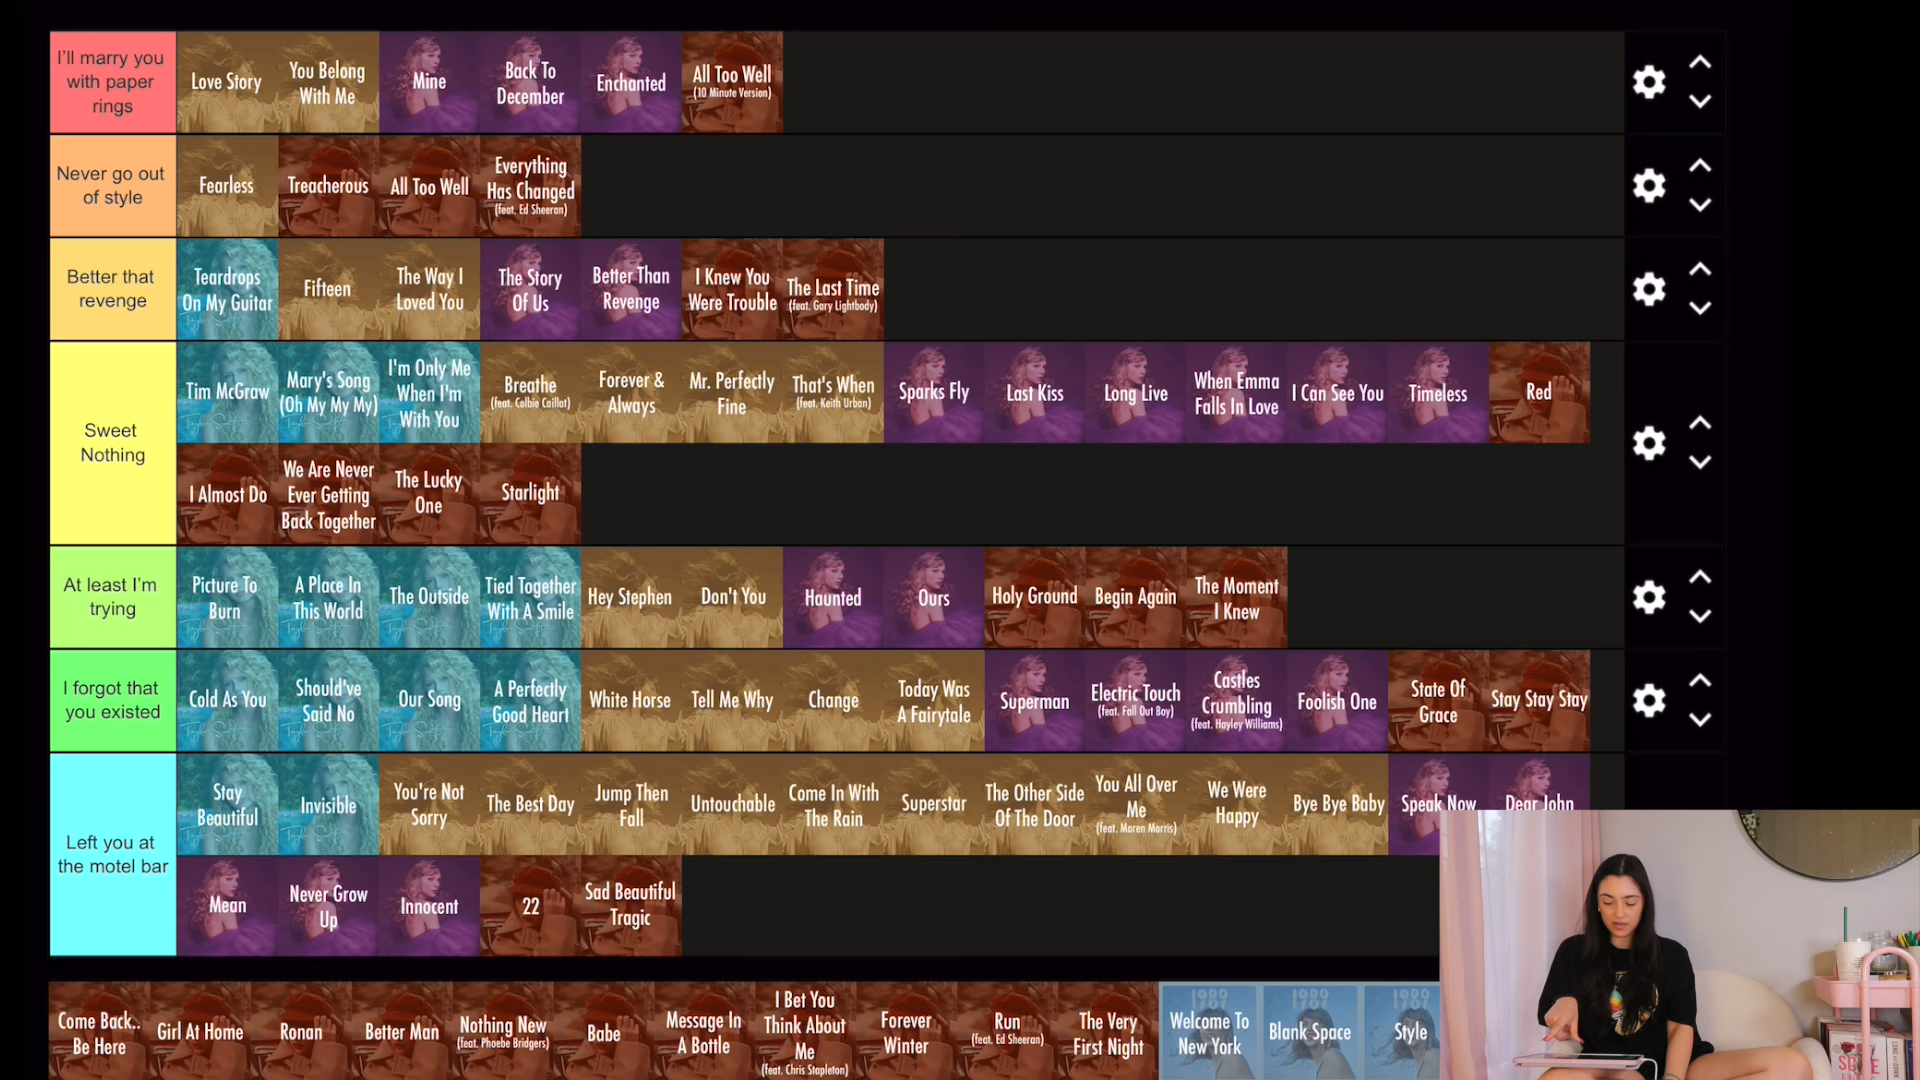 I'll marry you
with paper
rings
Love Story
You Belong
With Me
Mine
Back To
December
Enchanted
All Too Well
(10 Minute Version)
Never go out
of style
Fearless
Treacherous
All Too Well
Everything
Has Changed
(feat. Ed Sheeran)
Better that
revenge
Teardrops
On My Guitar
Fifteen
The Way I
Loved You
The Story
Of Us
Better Than
Revenge
I Knew You
Were Trouble
The Last Time
(feat. Gary Lightbody)
Sweet
Nothing
Tim McGraw
Mary's Song
(Oh My My My)
I'm Only Me
When I'm
With You
Breathe
(feat. Colbie Caillat)
Forever &
Always
Mr. Perfectly
Fine
That's When
(feat. Keith Urban)
Sparks Fly
Last Kiss
Long Live
When Emma
Falls In Love
I Can See You
Timeless
Red
I Almost Do
We Are Never
Ever Getting
Back Together
The Lucky
One
Starlight
At least I'm
trying
Picture To
Burn
A Place In
This World
The Outside
Tied Together
With A Smile
Hey Stephen
Don't You
Haunted
Ours
Holy Ground
Begin Again
The Moment
I Knew
I forgot that
you existed
Cold As You
Should've
Said No
Our Song
A Perfectly
Good Heart
White Horse
Tell Me Why
Change
Today Was
A Fairytale
Superman
Electric Touch
(feat. Fall Out Boy)
Castles
Crumbling
(feat. Hayley Williams)
Foolish One
State Of
Grace
Stay Stay Stay
Left you at
the motel bar
Stay
Beautiful
Invisible
You're Not
Sorry
The Best Day
Jump Then
Fall
Untouchable
Come In With
The Rain
Superstar
The Other Side
Of The Door
You All Over
Me
(feat. Maren Morris)
We Were
Happy
Bye Bye Baby
Speak Now
Dear John
Mean
Never Grow
Up
Innocent
22
Sad Beautiful
Tragic
Come Back..
Be Here
Girl At Home
Ronan
Better Man
Nothing New
(feat. Phoebe Bridgers)
Babe
Message In
A Bottle
I Bet You
Think About
Me
(feat. Chris Stapleton)
Forever
Winter
Run
(feat. Ed Sheeran)
The Very
First Night
Welcome To
New York
Blank Space
Style